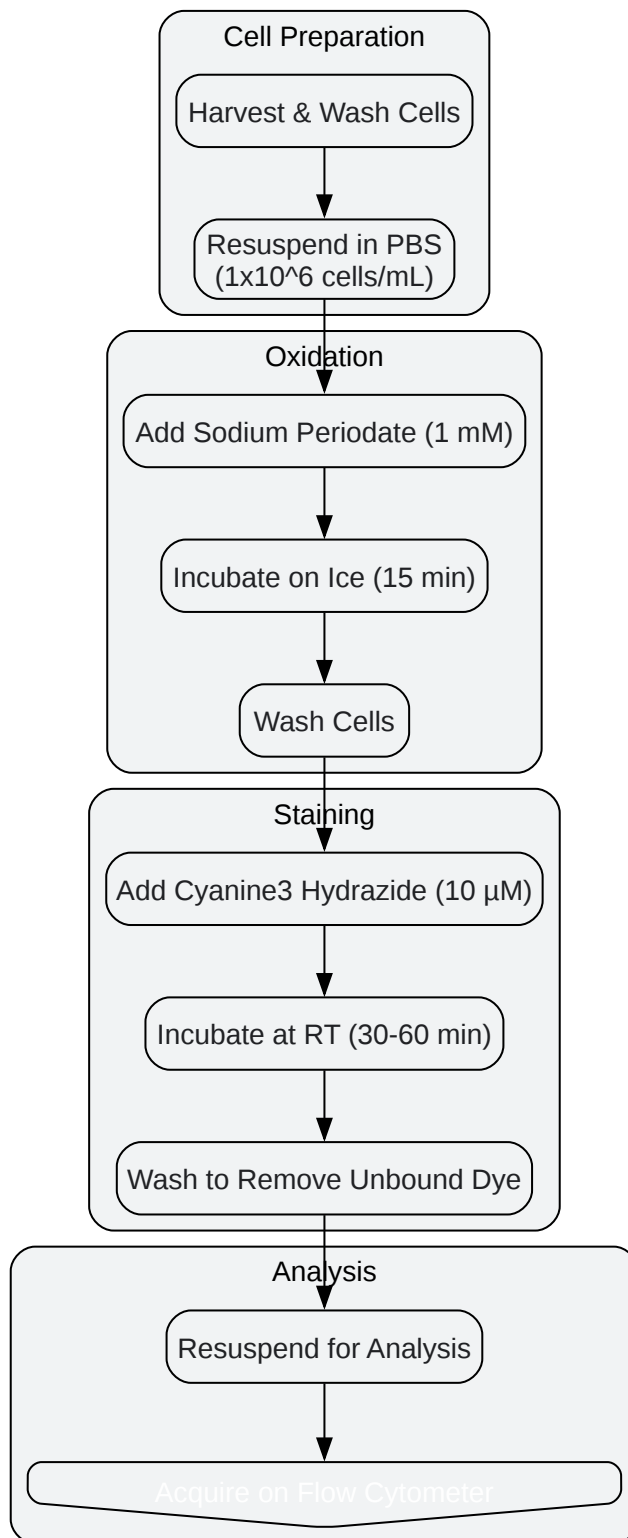 Cell Preparation
Harvest & Wash Cells
Resuspend in PBS
(1x10^6 cells/mL)
Oxidation
Add Sodium Periodate (1 mM)
Incubate on Ice (15 min)
Wash Cells
Staining
Add Cyanine3 Hydrazide (10 µM)
Incubate at RT (30-60 min)
Wash to Remove Unbound Dye
Analysis
Resuspend for Analysis
Acquire on Flow Cytometer